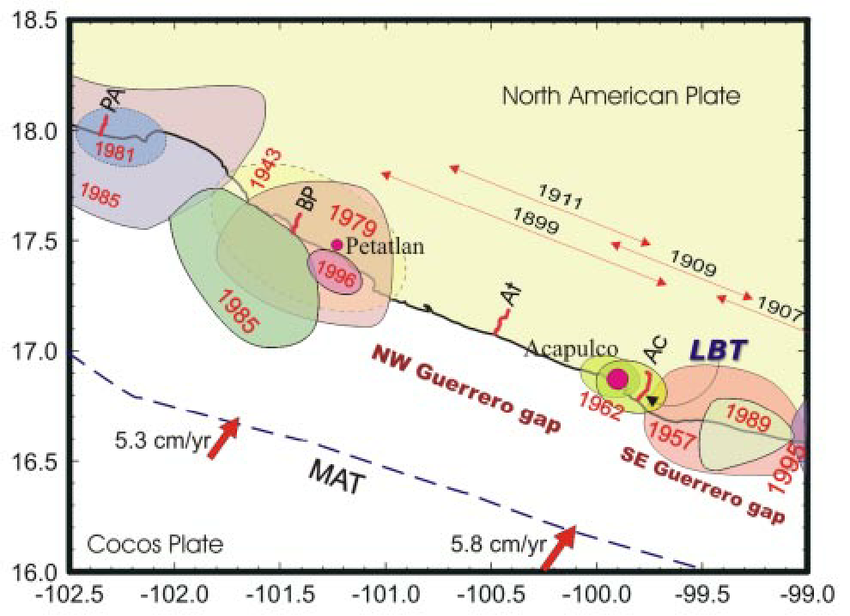 18.5
18.0
17.5
17.0
16.5
16.0
-102.5
-102.0
-101.5
-101.0
-100.5
-100.0
-99.5
-99.0
North American Plate
PA
1981
1985
1943
BP
1979
Petatlan
1996
1985
1911
1899
1909
1907
At
Acapulco
Ac
LBT
1962
1957
1989
1995
NW Guerrero gap
SE Guerrero gap
5.3 cm/yr
MAT
5.8 cm/yr
Cocos Plate